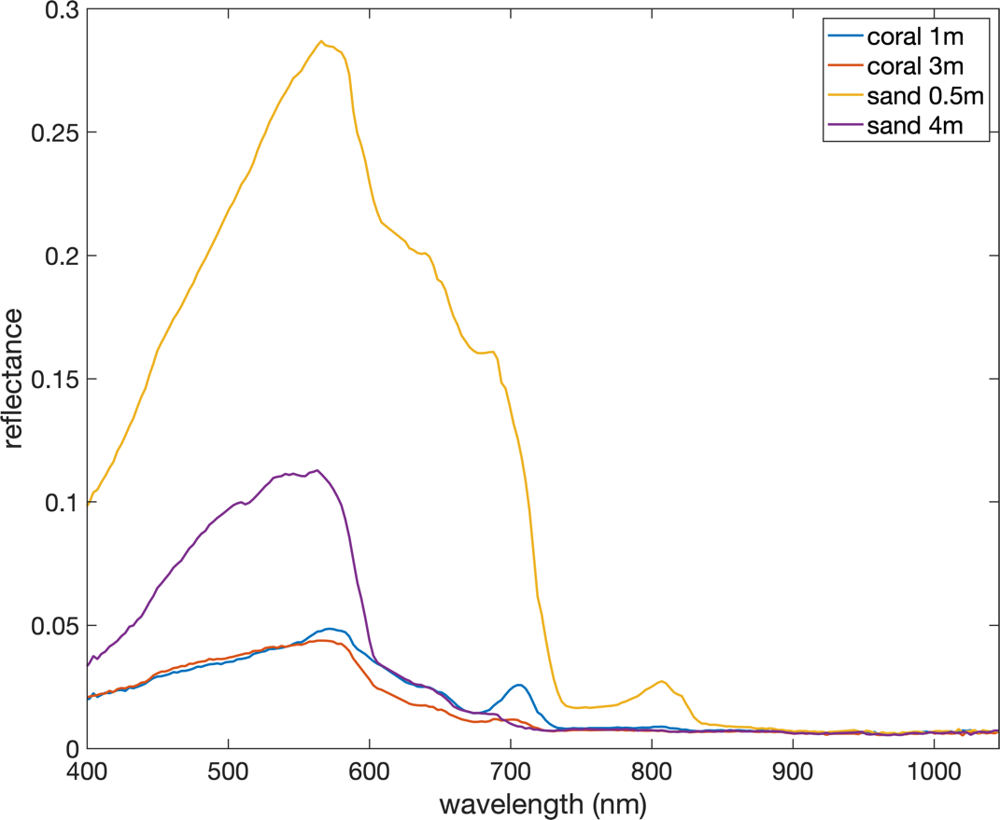 0.3
0.25
0.2
0.15
0.1
0.05
0
reflectance
400 500 600 700 800 900 1000
wavelength (nm)
coral 1m
coral 3m
sand 0.5m
sand 4m